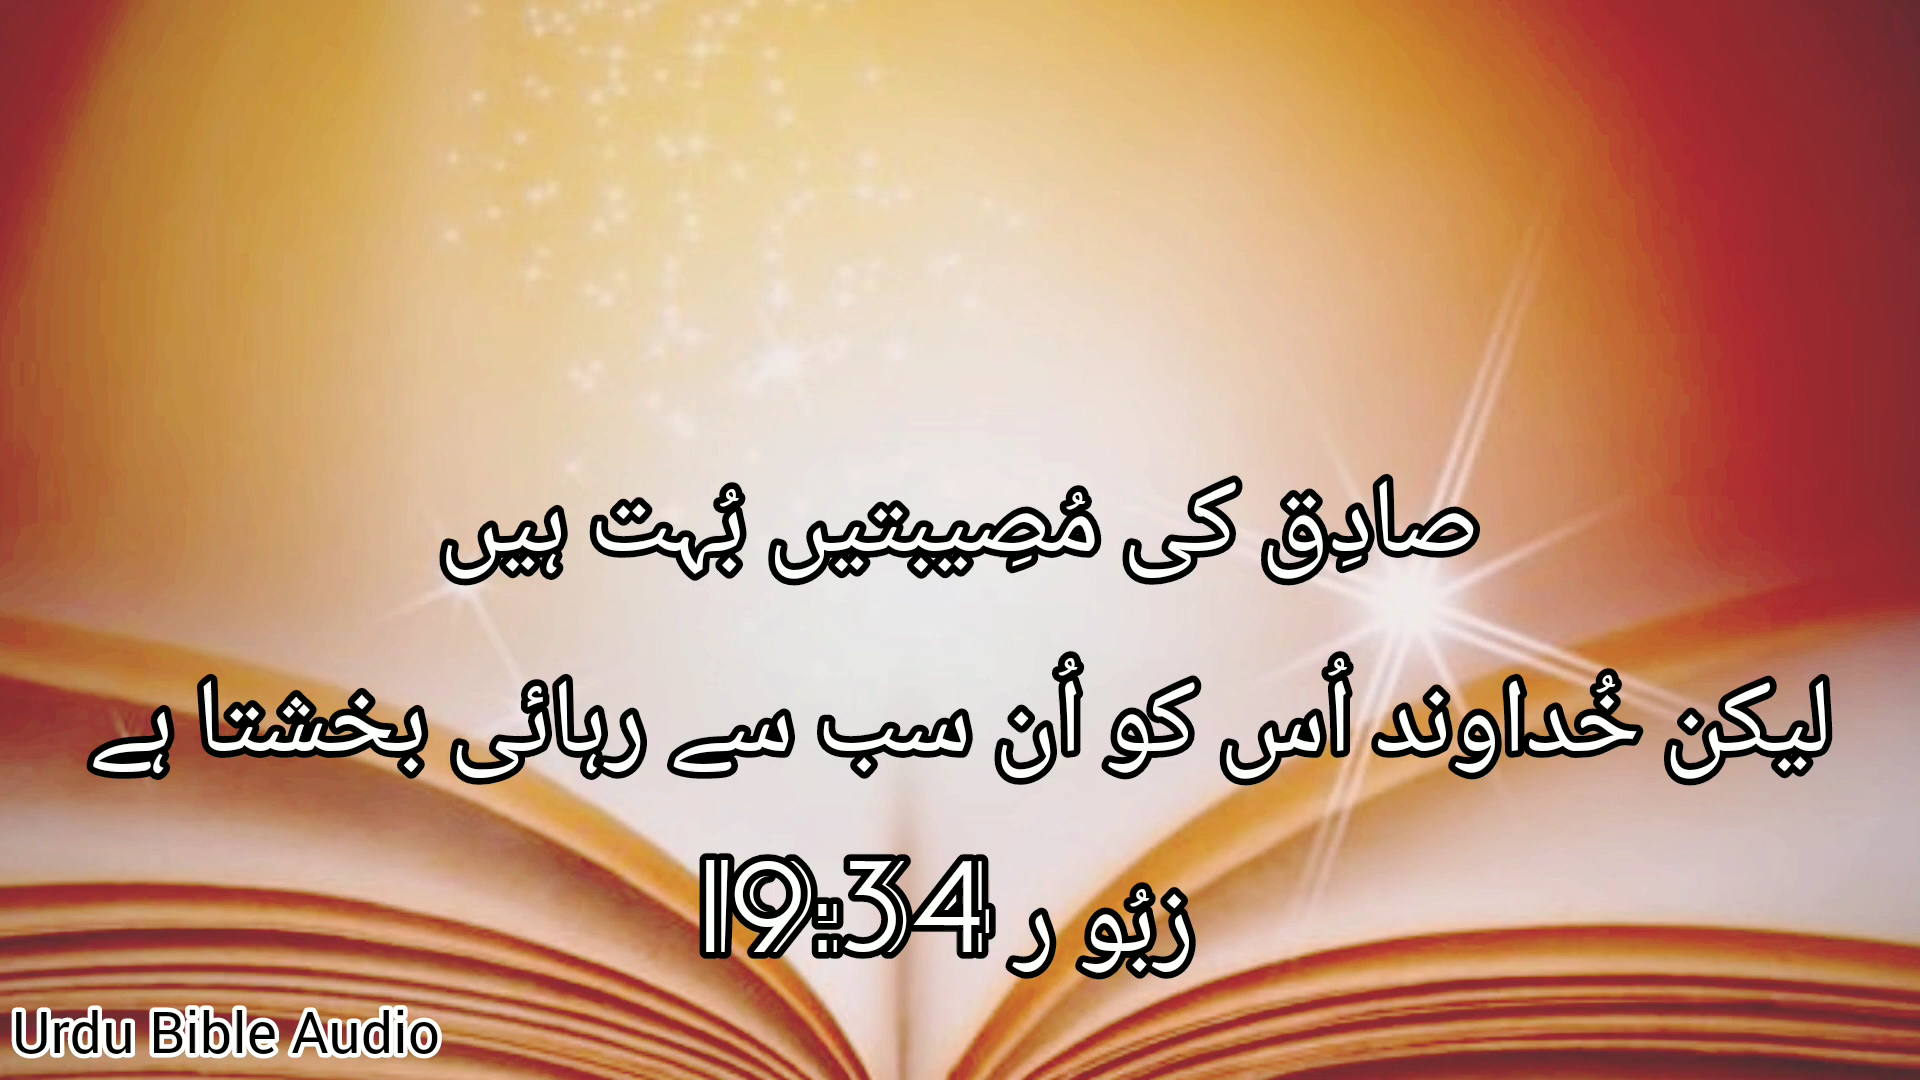 صادِق کی مُصِیبتیں بُہت ہیں
لیکن خُداوند اُس کو اُن سب سے رہائی بخشتا ہے
زبُو ر 19:34
Urdu Bible Audio